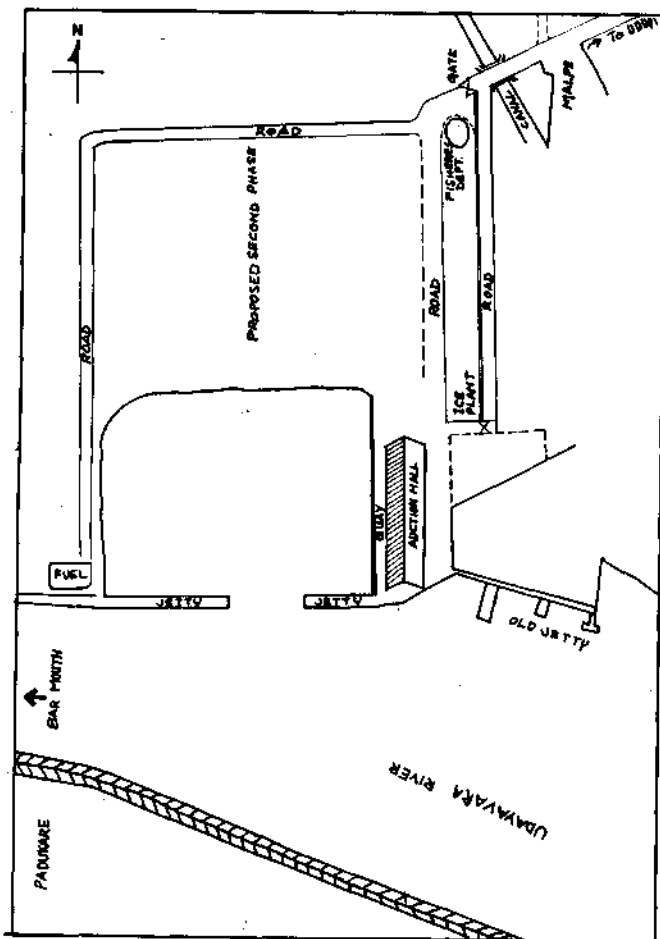 N
To UDUPI
MALPE
GATE
CANAL
ROAD
FISHERIES
DEPT.
PROPOSED SECOND PHASE
ROAD
ROAD
ROAD
ICE
PLANT
QUAY
AUCTION HALL
FUEL
JETTY
JETTY
OLD JETTY
BAR MOUTH
UDAYAVARA RIVER
PADUKARE